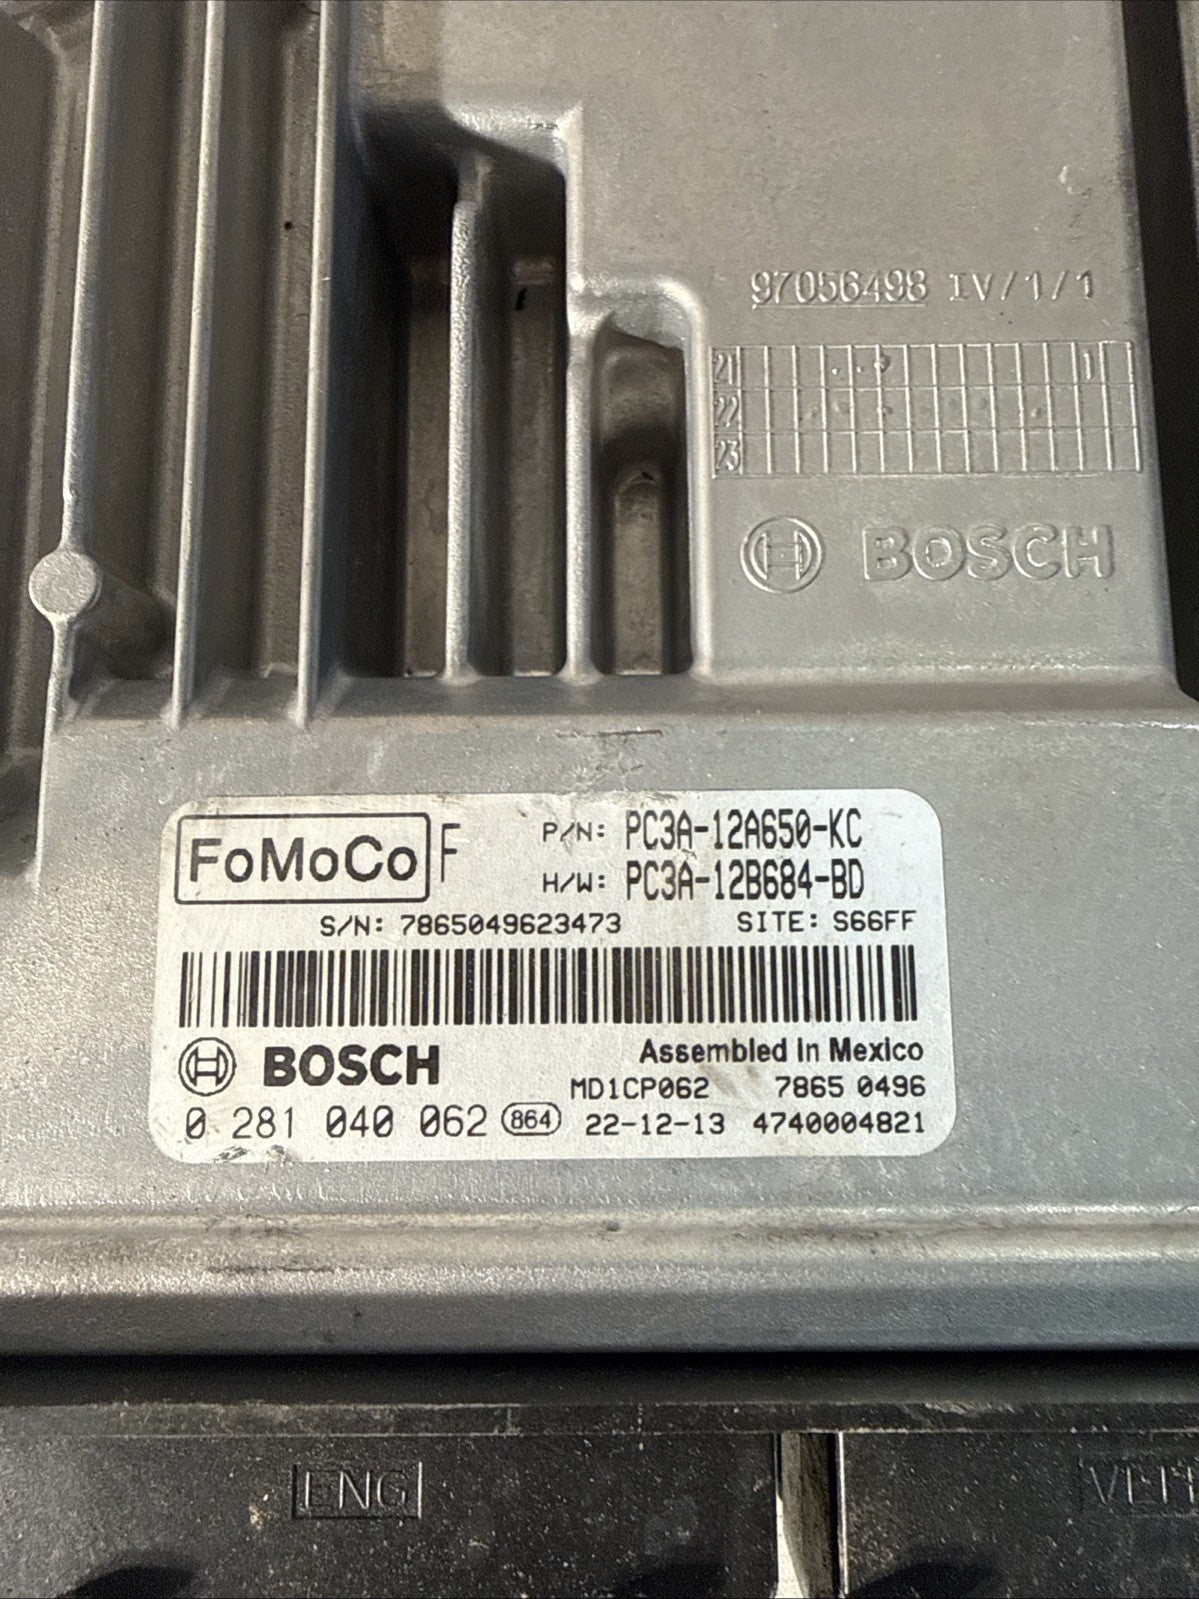 97056498 IV/1/1
21
22
23
BOSCH
FoMoCo F
P/N: PC3A-12A650-KC
H/W: PC3A-12B684-BD
S/N: 7865049623473 SITE: S66FF
BOSCH
Assembled In Mexico
MD1CP062 7865 0496
0 281 040 062 864 22-12-13 4740004821
ENG